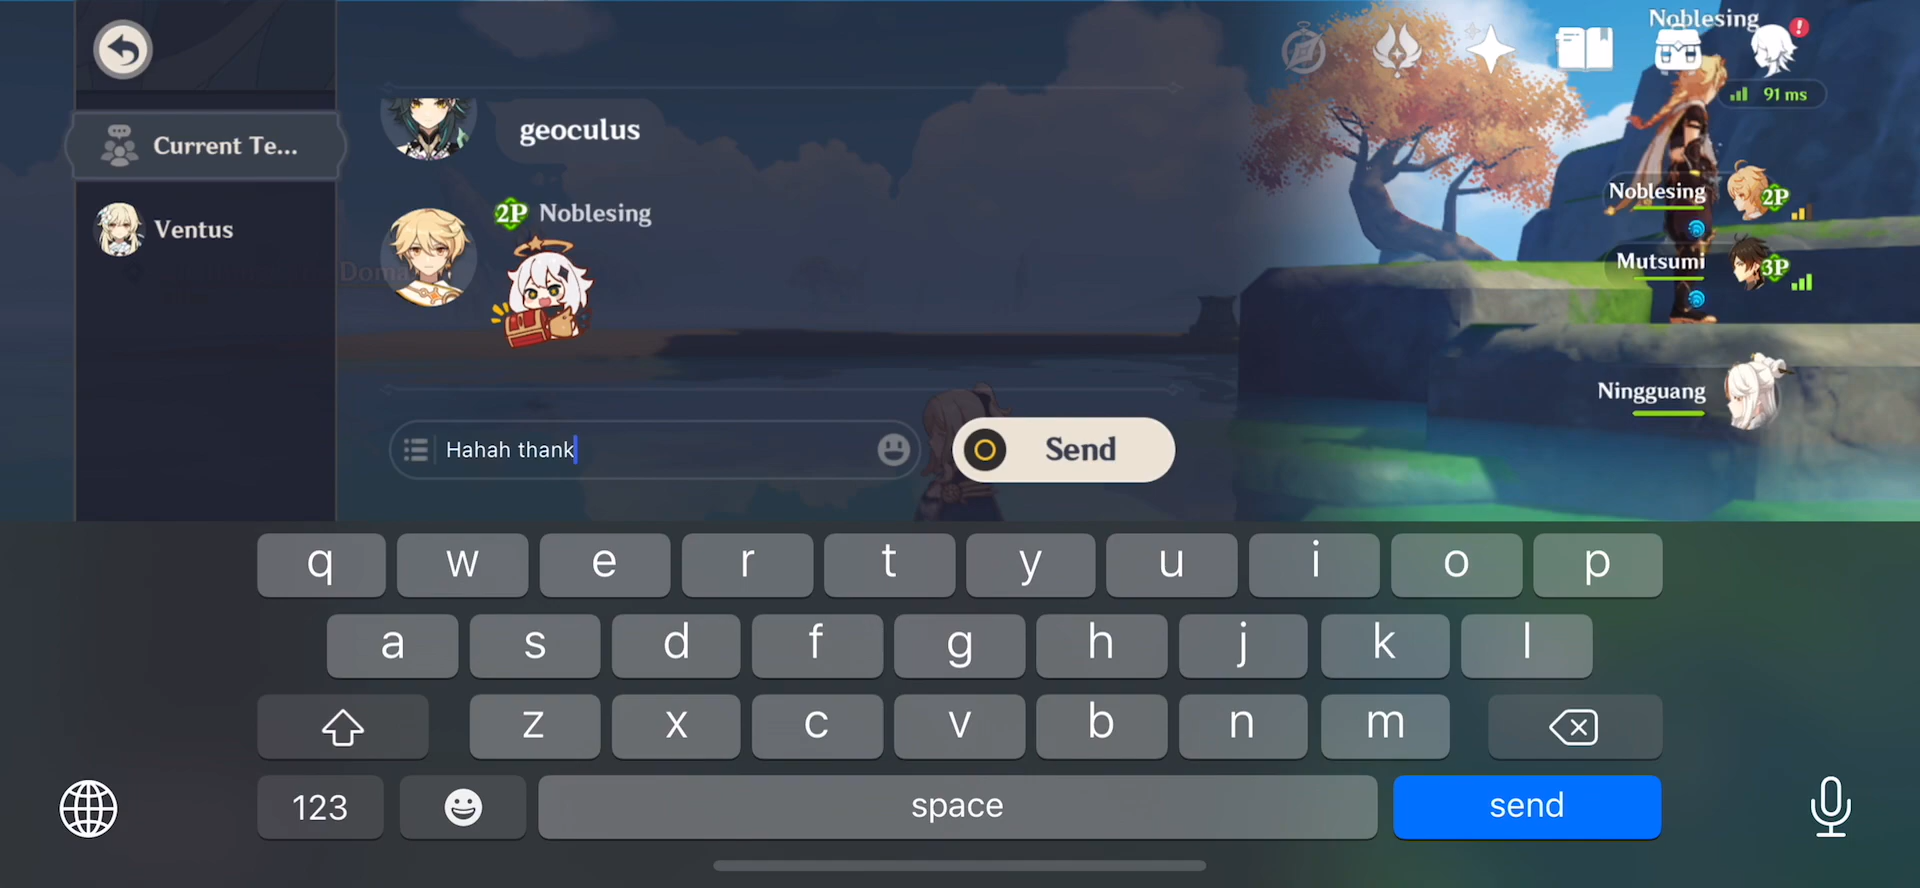 Noblesing
91 ms
Current Te...
geoculus
Noblesing
2P
2P Noblesing
Ventus
Mutsumi
3P
Doma
Ningguang
Hahah thank
Send
q w e r t y u i o p
a s d f g h j k l
z x c v b n m
123
space
send